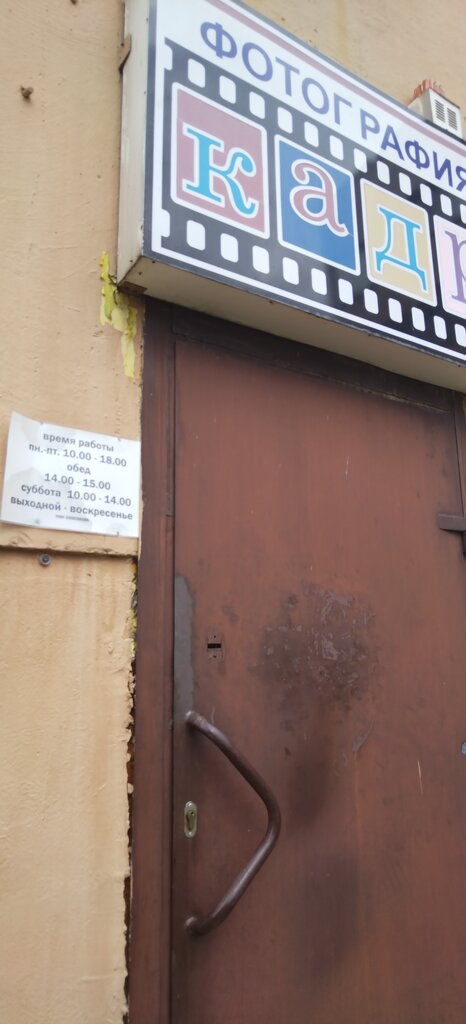 ФОТОГРАФИЯ
кад
время работы
пн.-пт. 10.00 - 18.00
обед
14.00 - 15.00
суббота 10.00 - 14.00
выходной - воскресенье